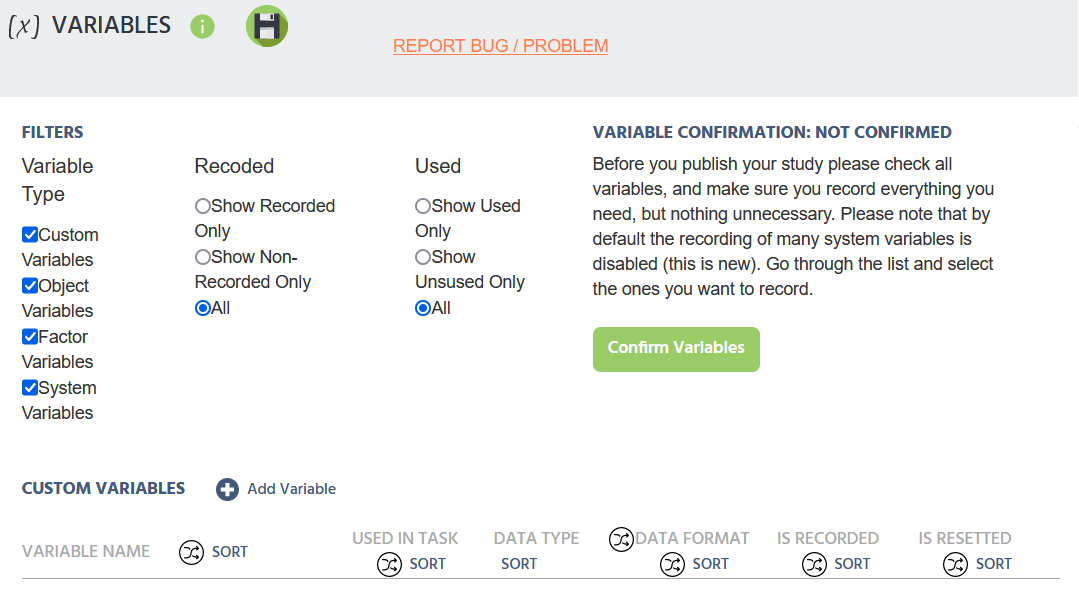 (x) VARIABLES i
REPORT BUG / PROBLEM
FILTERS
Variable
Type
Custom
Variables
Object
Variables
Factor
Variables
System
Variables
Recoded
Show Recorded
Only
Show Non-
Recorded Only
All
Used
Show Used
Only
Show
Unsused Only
All
VARIABLE CONFIRMATION: NOT CONFIRMED
Before you publish your study please check all
variables, and make sure you record everything you
need, but nothing unnecessary. Please note that by
default the recording of many system variables is
disabled (this is new). Go through the list and select
the ones you want to record.
Confirm Variables
CUSTOM VARIABLES Add Variable
VARIABLE NAME SORT
USED IN TASK
SORT
DATA TYPE
SORT
DATA FORMAT
SORT
IS RECORDED
SORT
IS RESETTED
SORT